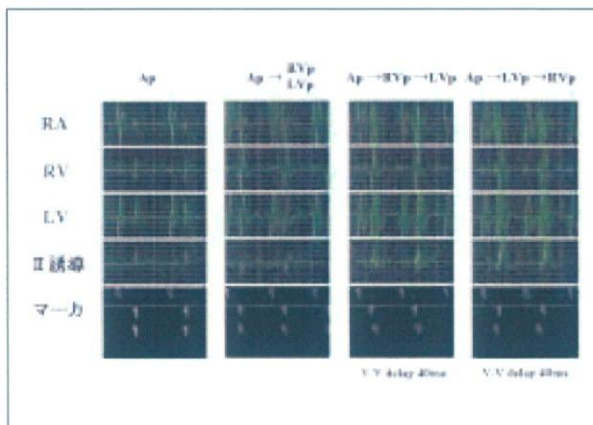 Ap
Ap → RVp LVp
Ap →RVp →LVp
Ap →LVp →RVp
RA
RV
LV
II 誘導
マーカ
V-V delay 40ms
V-V delay 40ms